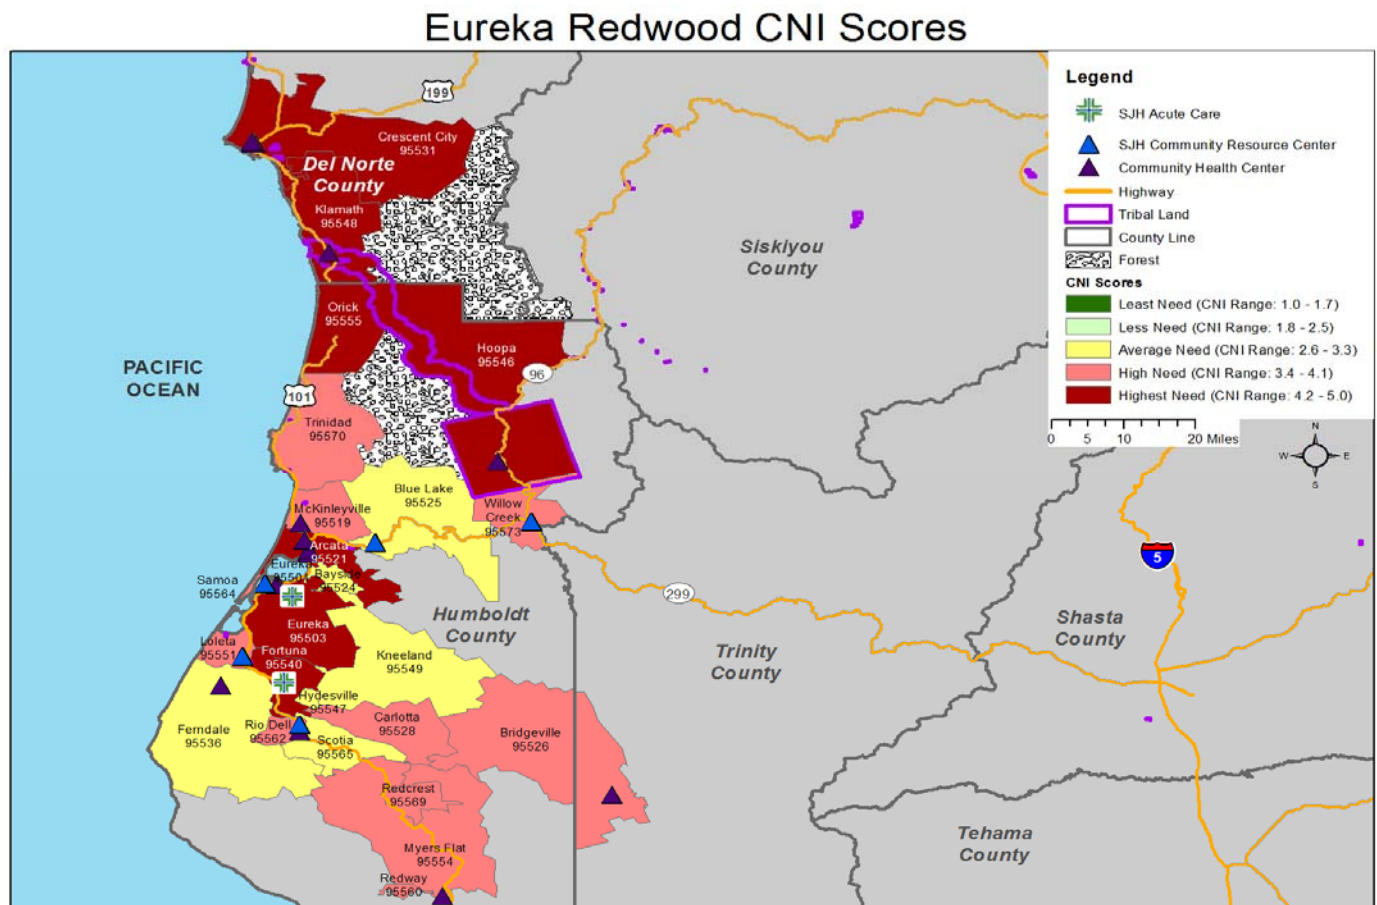 Eureka Redwood CNI Scores
199
Crescent City
95531
Del Norte
County
Klamath
95548
Siskiyou
County
Orick
95555
Hoopa
95546
96
PACIFIC
OCEAN
101
Trinidad
95570
Blue Lake
95525
McKinleyville
95519
Willow
Creek
95573
Arcata
95521
Eureka
Bayside
95524
Samoa
95564
Eureka
95503
Humboldt
County
299
5
Shasta
County
Loleta
95551
Fortuna
95540
Kneeland
95549
Trinity
County
Hydesville
95547
Ferndale
95536
Rio Dell
95562
Scotia
95565
Carlotta
95528
Bridgeville
95526
Redcrest
95569
Myers Flat
95554
Redway
95560
Tehama
County
Legend
SJH Acute Care
SJH Community Resource Center
Community Health Center
Highway
Tribal Land
County Line
Forest
CNI Scores
Least Need (CNI Range: 1.0 - 1.7)
Less Need (CNI Range: 1.8 - 2.5)
Average Need (CNI Range: 2.6 - 3.3)
High Need (CNI Range: 3.4 - 4.1)
Highest Need (CNI Range: 4.2 - 5.0)
0 5 10 20 Miles
N
W E
S